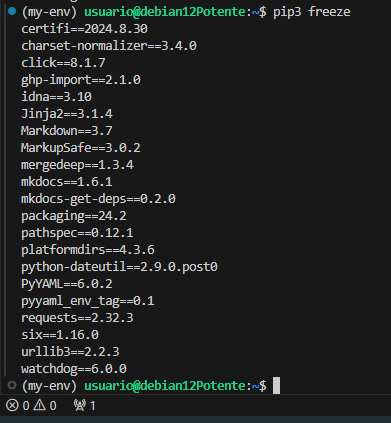 (my-env) usuario@debian12Potente:~$ pip3 freeze
certifi==2024.8.30
charset-normalizer==3.4.0
click==8.1.7
ghp-import==2.1.0
idna==3.10
Jinja2==3.1.4
Markdown==3.7
MarkupSafe==3.0.2
mergedeep==1.3.4
mkdocs==1.6.1
mkdocs-get-deps==0.2.0
packaging==24.2
pathspec==0.12.1
platformdirs==4.3.6
python-dateutil==2.9.0.post0
PyYAML==6.0.2
pyyaml_env_tag==0.1
requests==2.32.3
six==1.16.0
urllib3==2.2.3
watchdog==6.0.0
(my-env) usuario@debian12Potente:~$
0 0 1